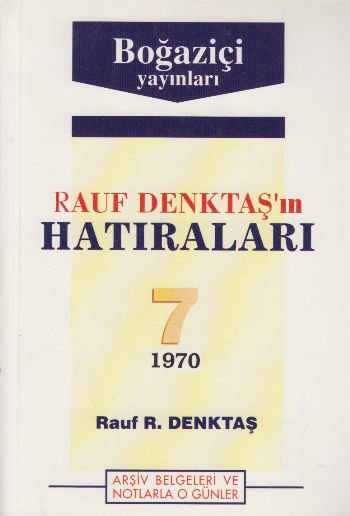 Boğaziçi
yayınları
RAUF DENKTAŞ'ın
HATIRALARI
7
1970
Rauf R. DENKTAŞ
ARŞİV BELGELERİ VE
NOTLARLA O GÜNLER